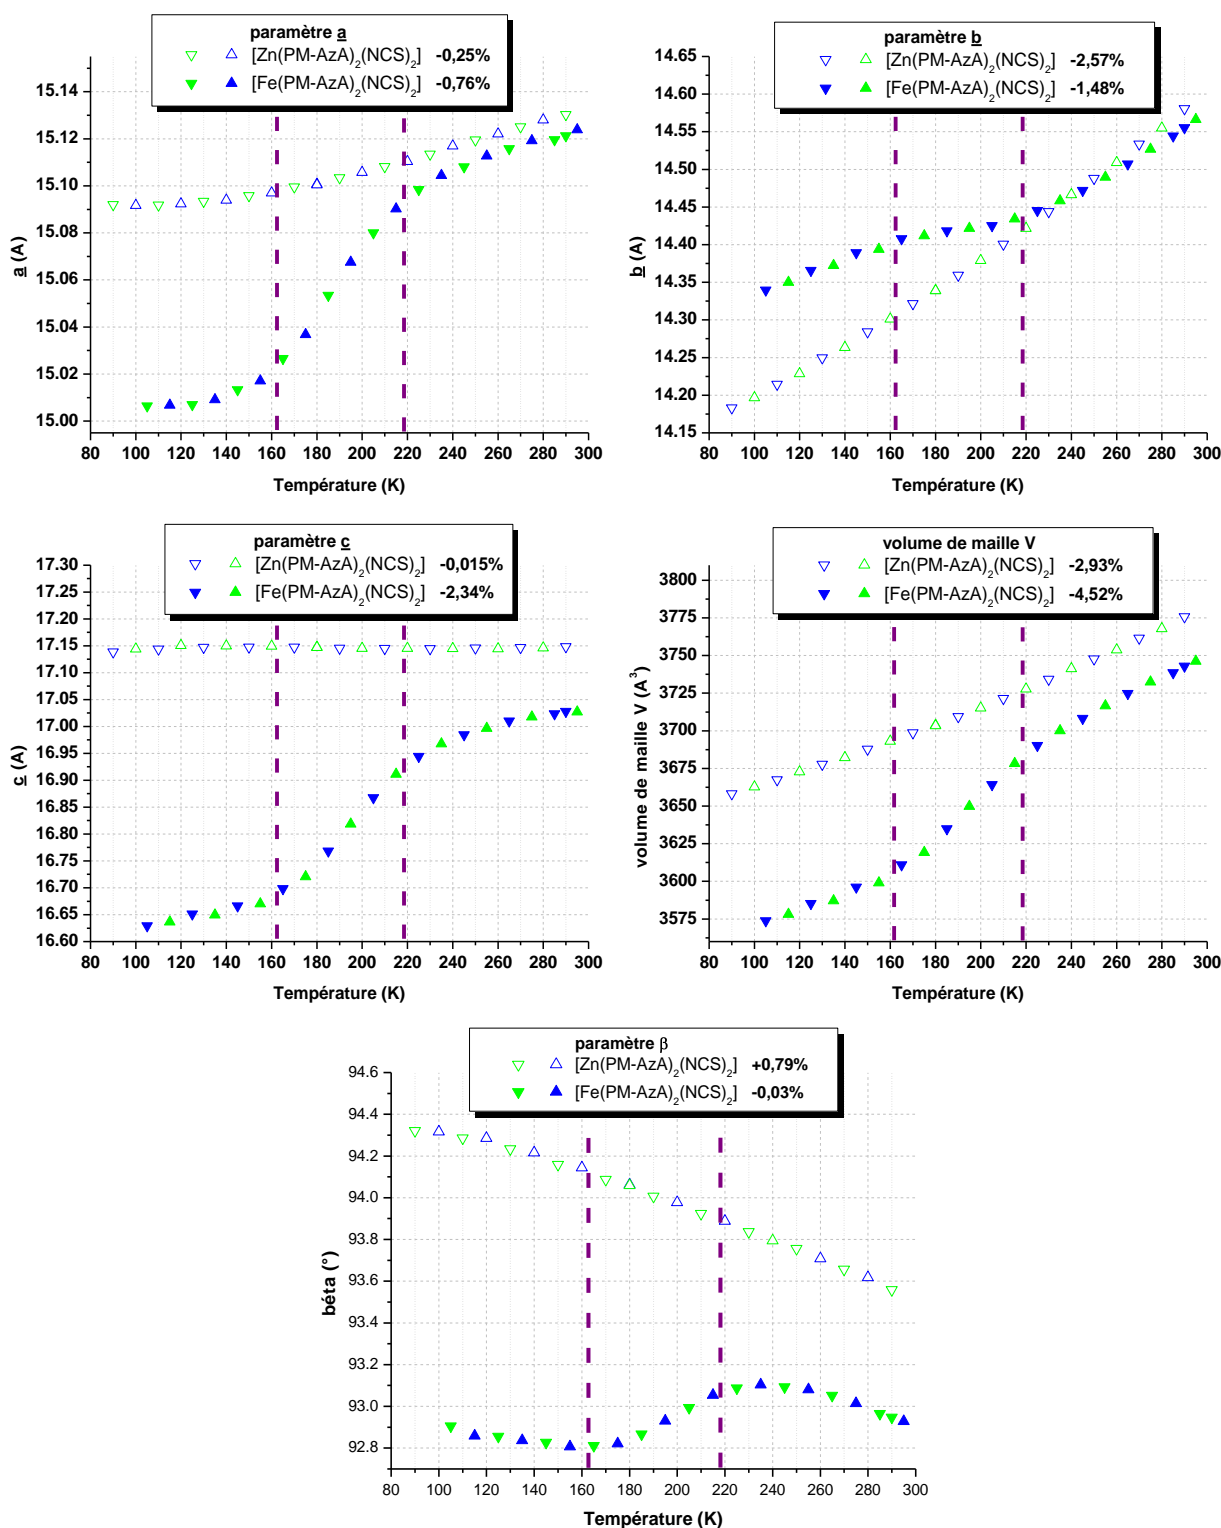 paramètre a
[Zn(PM-AzA)2(NCS)2] -0,25%
[Fe(PM-AzA)2(NCS)2] -0,76%
15.14
15.12
15.10
15.08
15.06
15.04
15.02
15.00
a (A)
80 100 120 140 160 180 200 220 240 260 280 300
Température (K)
paramètre b
[Zn(PM-AzA)2(NCS)2] -2,57%
[Fe(PM-AzA)2(NCS)2] -1,48%
14.65
14.60
14.55
14.50
14.45
14.40
14.35
14.30
14.25
14.20
14.15
b (A)
80 100 120 140 160 180 200 220 240 260 280 300
Température (K)
paramètre c
[Zn(PM-AzA)2(NCS)2] -0,015%
[Fe(PM-AzA)2(NCS)2] -2,34%
17.30
17.25
17.20
17.15
17.10
17.05
17.00
16.95
16.90
16.85
16.80
16.75
16.70
16.65
16.60
c (A)
80 100 120 140 160 180 200 220 240 260 280 300
Température (K)
volume de maille V
[Zn(PM-AzA)2(NCS)2] -2,93%
[Fe(PM-AzA)2(NCS)2] -4,52%
3800
3775
3750
3725
3700
3675
3650
3625
3600
3575
volume de maille V (A3)
80 100 120 140 160 180 200 220 240 260 280 300
Température (K)
paramètre β
[Zn(PM-AzA)2(NCS)2] +0,79%
[Fe(PM-AzA)2(NCS)2] -0,03%
94.6
94.4
94.2
94.0
93.8
93.6
93.4
93.2
93.0
92.8
béta (°)
80 100 120 140 160 180 200 220 240 260 280 300
Température (K)